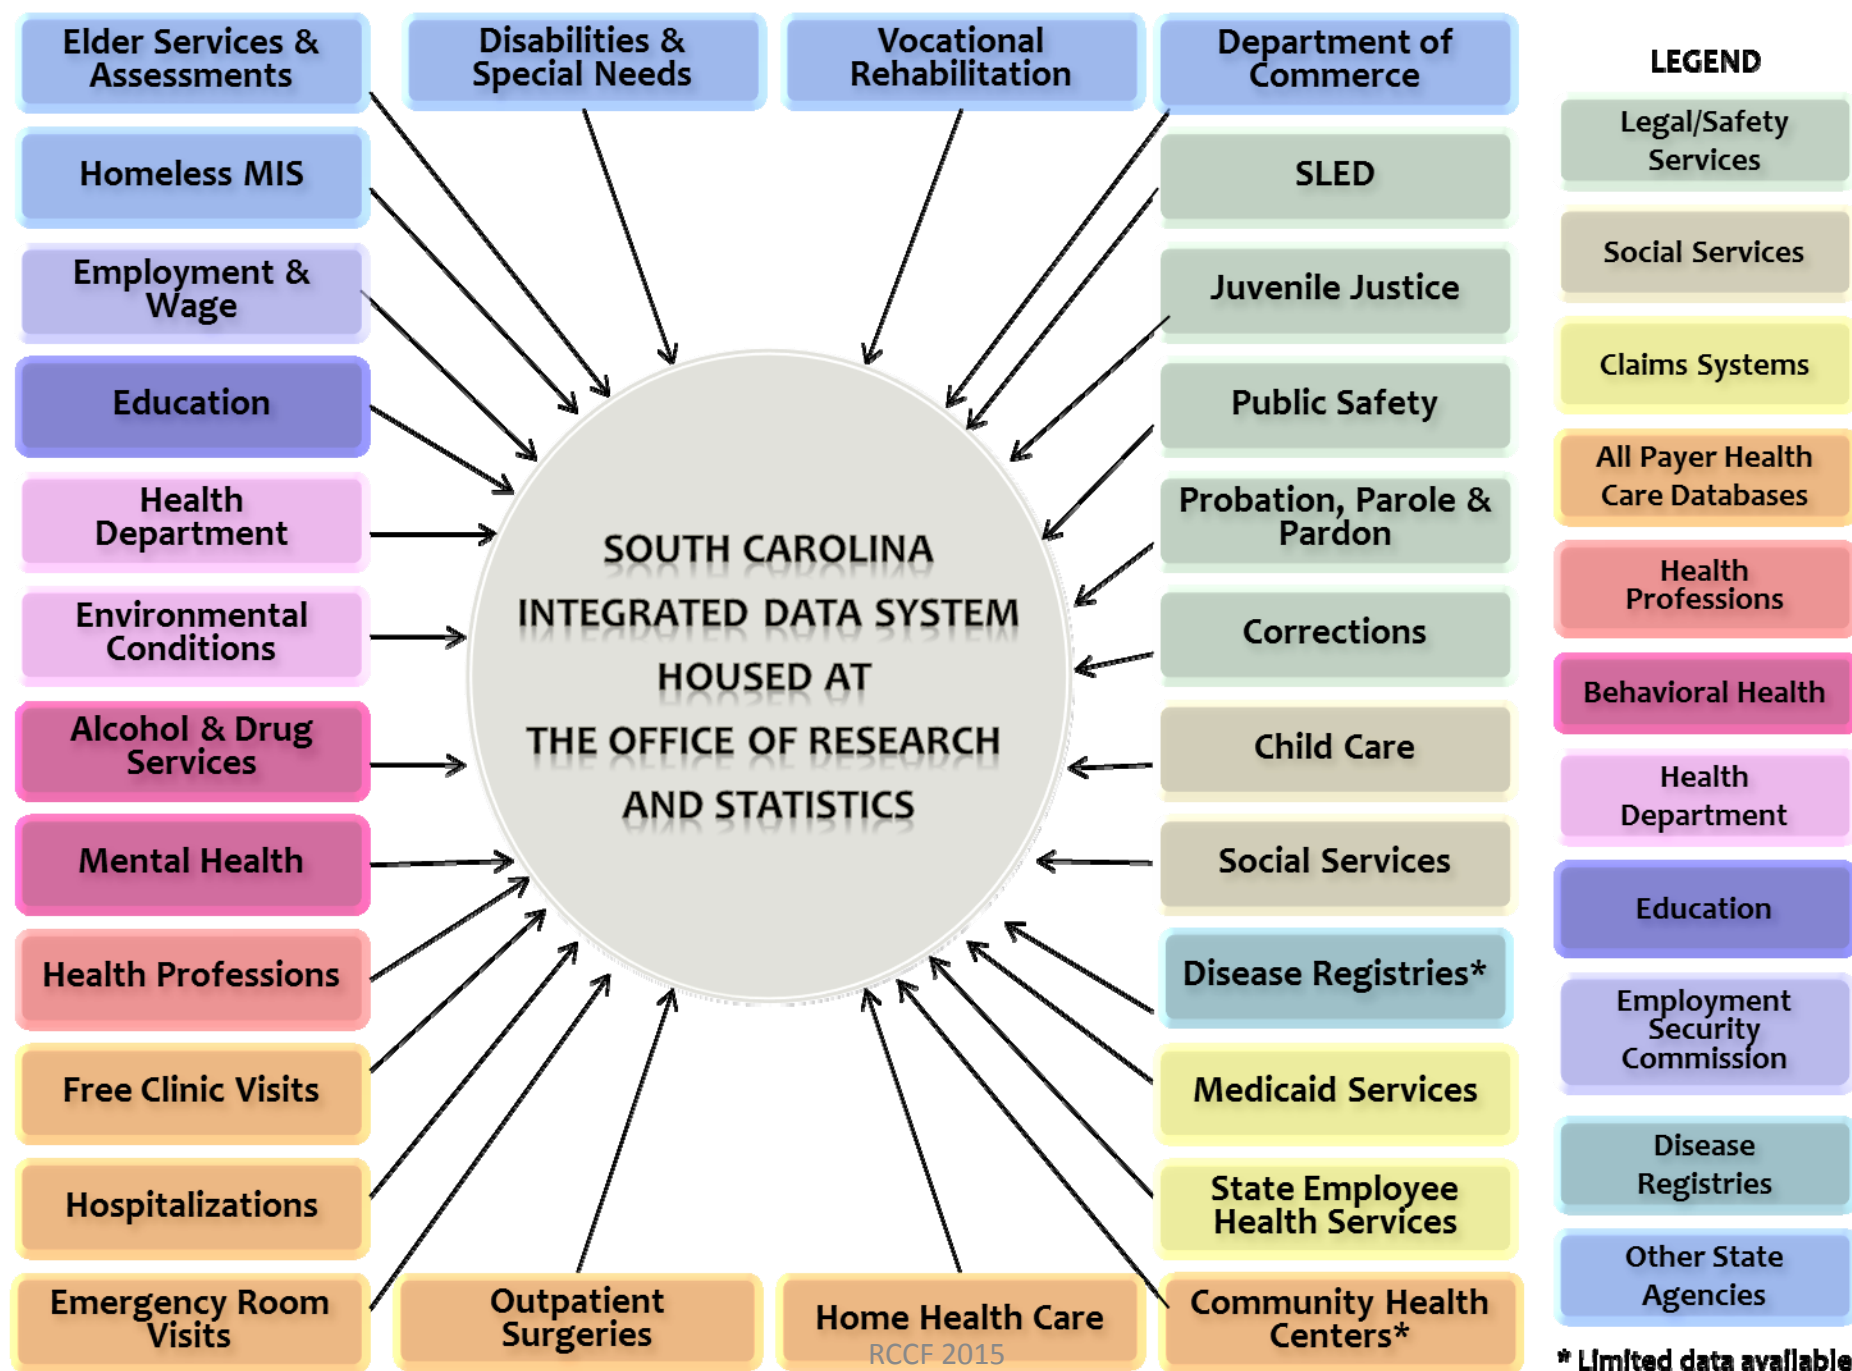 Elder Services &
Assessments
Disabilities &
Special Needs
Vocational
Rehabilitation
Department of
Commerce
Homeless MIS
Employment &
Wage
Education
Health
Department
Environmental
Conditions
Alcohol & Drug
Services
Mental Health
Health Professions
Free Clinic Visits
Hospitalizations
Emergency Room
Visits
Outpatient
Surgeries
Home Health Care
Community Health
Centers*
SOUTH CAROLINA
INTEGRATED DATA SYSTEM
HOUSED AT
THE OFFICE OF RESEARCH
AND STATISTICS
SLED
Juvenile Justice
Public Safety
Probation, Parole &
Pardon
Corrections
Child Care
Social Services
Disease Registries*
Medicaid Services
State Employee
Health Services
LEGEND
Legal/Safety
Services
Social Services
Claims Systems
All Payer Health
Care Databases
Health
Professions
Behavioral Health
Health
Department
Education
Employment
Security
Commission
Disease
Registries
Other State
Agencies
* Limited data available
RCCF 2015